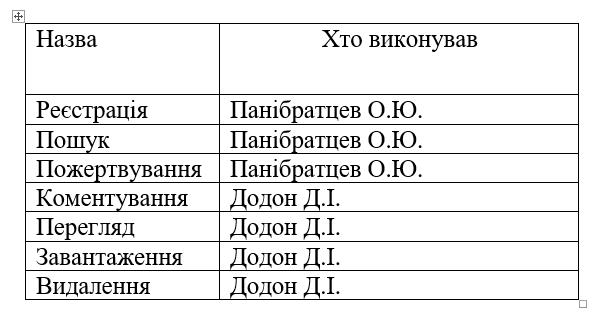 Назва Хто виконував
Реєстрація Панібратцев О.Ю.
Пошук Панібратцев О.Ю.
Пожертвування Панібратцев О.Ю.
Коментування Додон Д.І.
Перегляд Додон Д.І.
Завантаження Додон Д.І.
Видалення Додон Д.І.